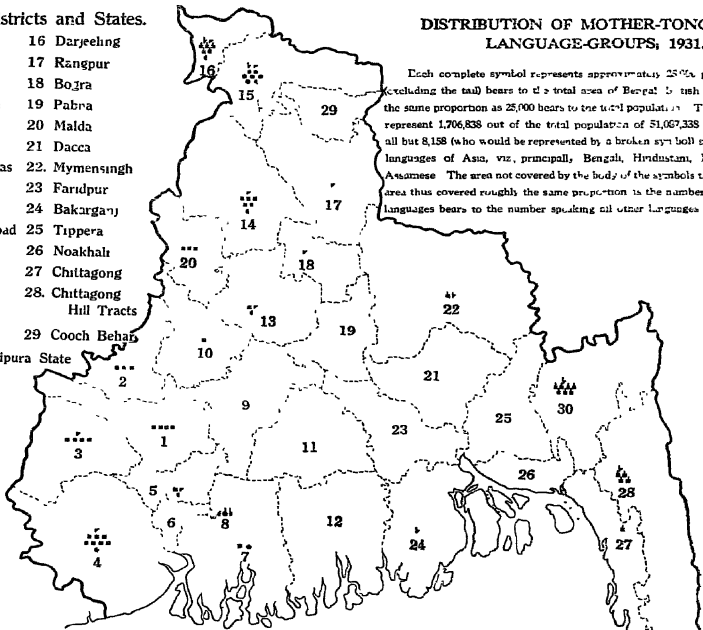 stricts and States.
16 Darjeeling
17 Rangpur
18 Bogra
19 Pabna
20 Malda
21 Dacca
as 22. Mymensingh
23 Faridpur
24 Bakarganj
ad 25 Tippera
26 Noakhali
27 Chittagong
28. Chittagong
Hill Tracts
29 Cooch Behar
ipura State
DISTRIBUTION OF MOTHER-TONG
LANGUAGE-GROUPS, 1931.
Each complete symbol represents approximately
(excluding the tail) bears to the total area of Bengal
the same proportion as 25,000 bears to the total
represent 1,706,838 out of the total population of 51,087,338
all but 8,158 (who would be represented by a broken symbol
languages of Asia, viz, principally, Bengali, Hindustani,
Assamese The area not covered by the body of the symbols
area thus covered roughly the same proportion as the number
languages bears to the number speaking all other languages
16
15
29
17
14
20
18
22
13
19
10
2
21
9
30
25
1
3
23
11
26
5
28
6
8
12
27
4
7
24